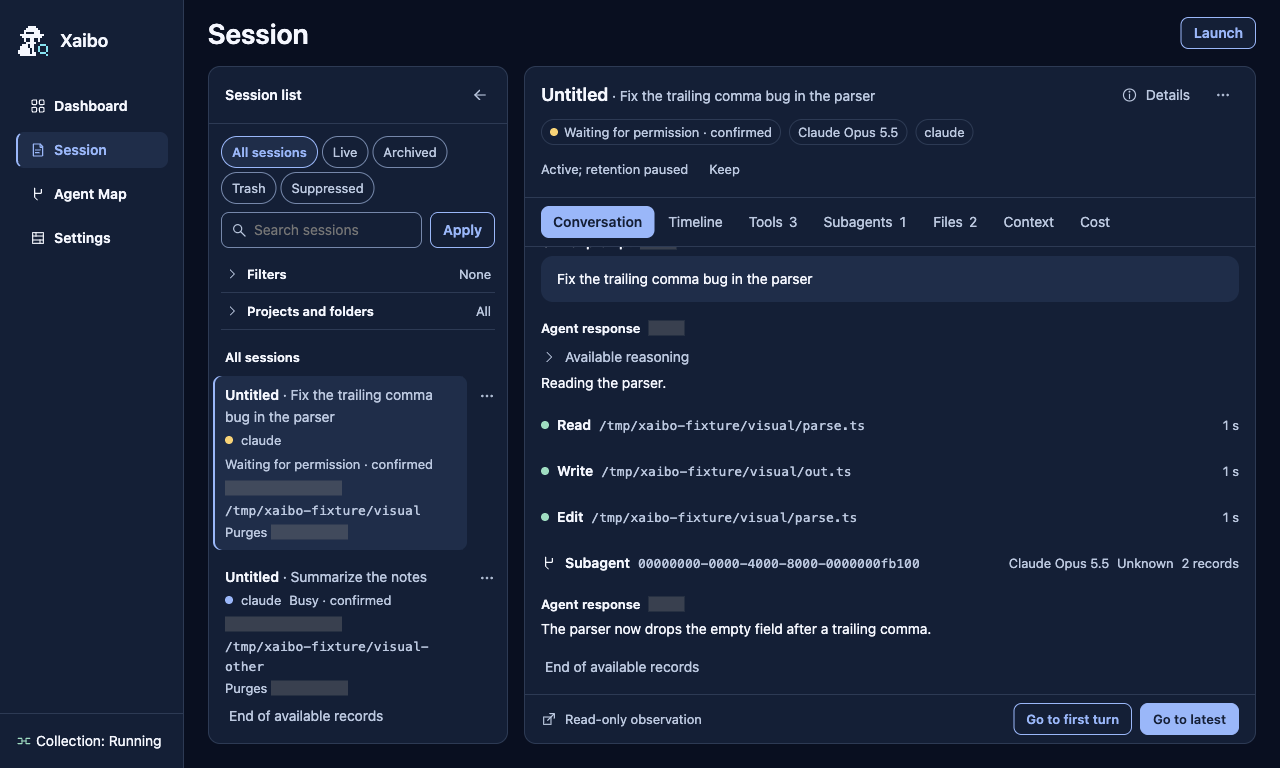 Xaibo
Dashboard
Session
Agent Map
Settings
Collection: Running
Session
Launch
Session list
All sessions
Live
Archived
Trash
Suppressed
Search sessions
Apply
Filters
None
Projects and folders
All
All sessions
Untitled · Fix the trailing comma
bug in the parser
claude
Waiting for permission · confirmed
/tmp/xaibo-fixture/visual
Purges
Untitled · Summarize the notes
claude Busy · confirmed
/tmp/xaibo-fixture/visual-
other
Purges
End of available records
Untitled · Fix the trailing comma bug in the parser
Details
Waiting for permission · confirmed
Claude Opus 5.5
claude
Active; retention paused
Keep
Conversation
Timeline
Tools 3
Subagents 1
Files 2
Context
Cost
Fix the trailing comma bug in the parser
Agent response
Available reasoning
Reading the parser.
Read /tmp/xaibo-fixture/visual/parse.ts 1 s
Write /tmp/xaibo-fixture/visual/out.ts 1 s
Edit /tmp/xaibo-fixture/visual/parse.ts 1 s
Subagent 00000000-0000-4000-8000-0000000fb100 Claude Opus 5.5 Unknown 2 records
Agent response
The parser now drops the empty field after a trailing comma.
End of available records
Read-only observation
Go to first turn
Go to latest